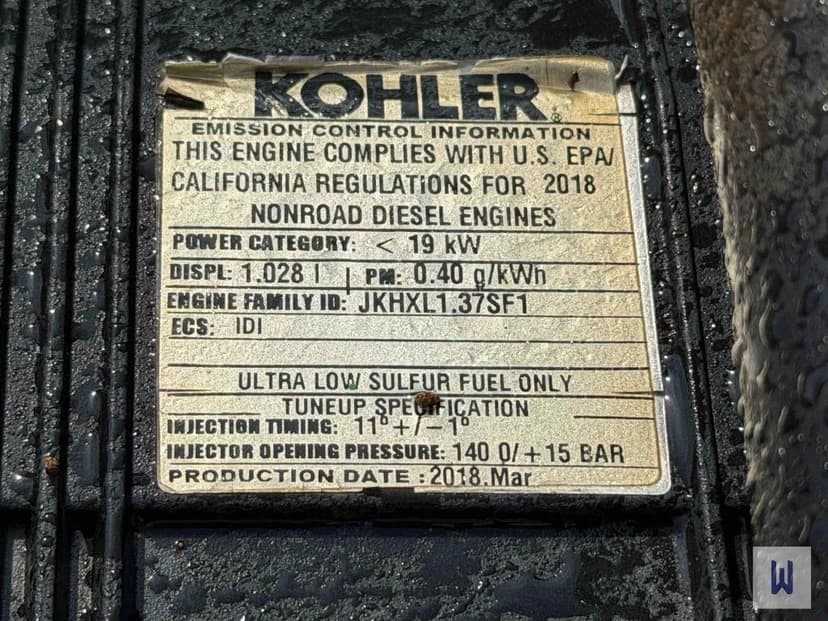 KOHLER®
EMISSION CONTROL INFORMATION
THIS ENGINE COMPLIES WITH U.S. EPA/
CALIFORNIA REGULATIONS FOR 2018
NONROAD DIESEL ENGINES
POWER CATEGORY: < 19 kW
DISPL: 1.028 l | PM: 0.40 g/kWh
ENGINE FAMILY ID: JKHXL1.37SF1
ECS: IDI
ULTRA LOW SULFUR FUEL ONLY
TUNEUP SPECIFICATION
INJECTION TIMING: 11° +/- 1°
INJECTOR OPENING PRESSURE: 140 0/+15 BAR
PRODUCTION DATE : 2018.Mar
W